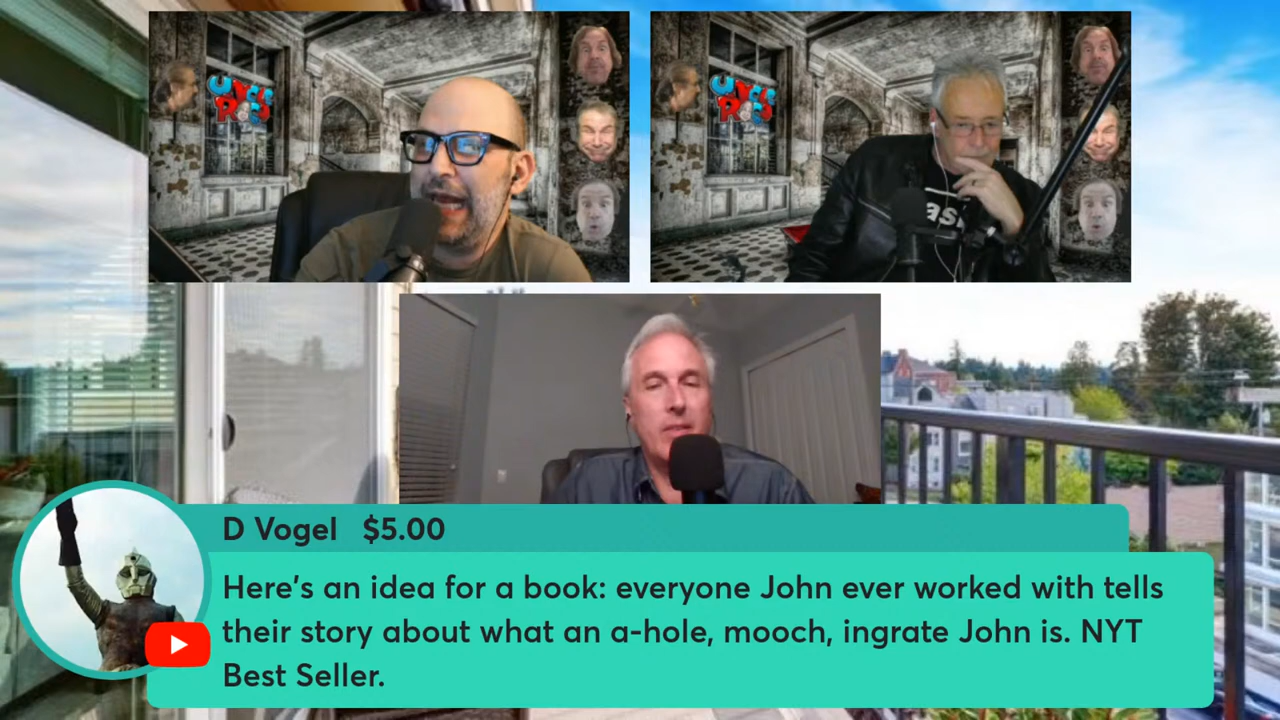 as
D Vogel $5.00
Here's an idea for a book: everyone John ever worked with tells
their story about what an a-hole, mooch, ingrate John is. NYT
Best Seller.